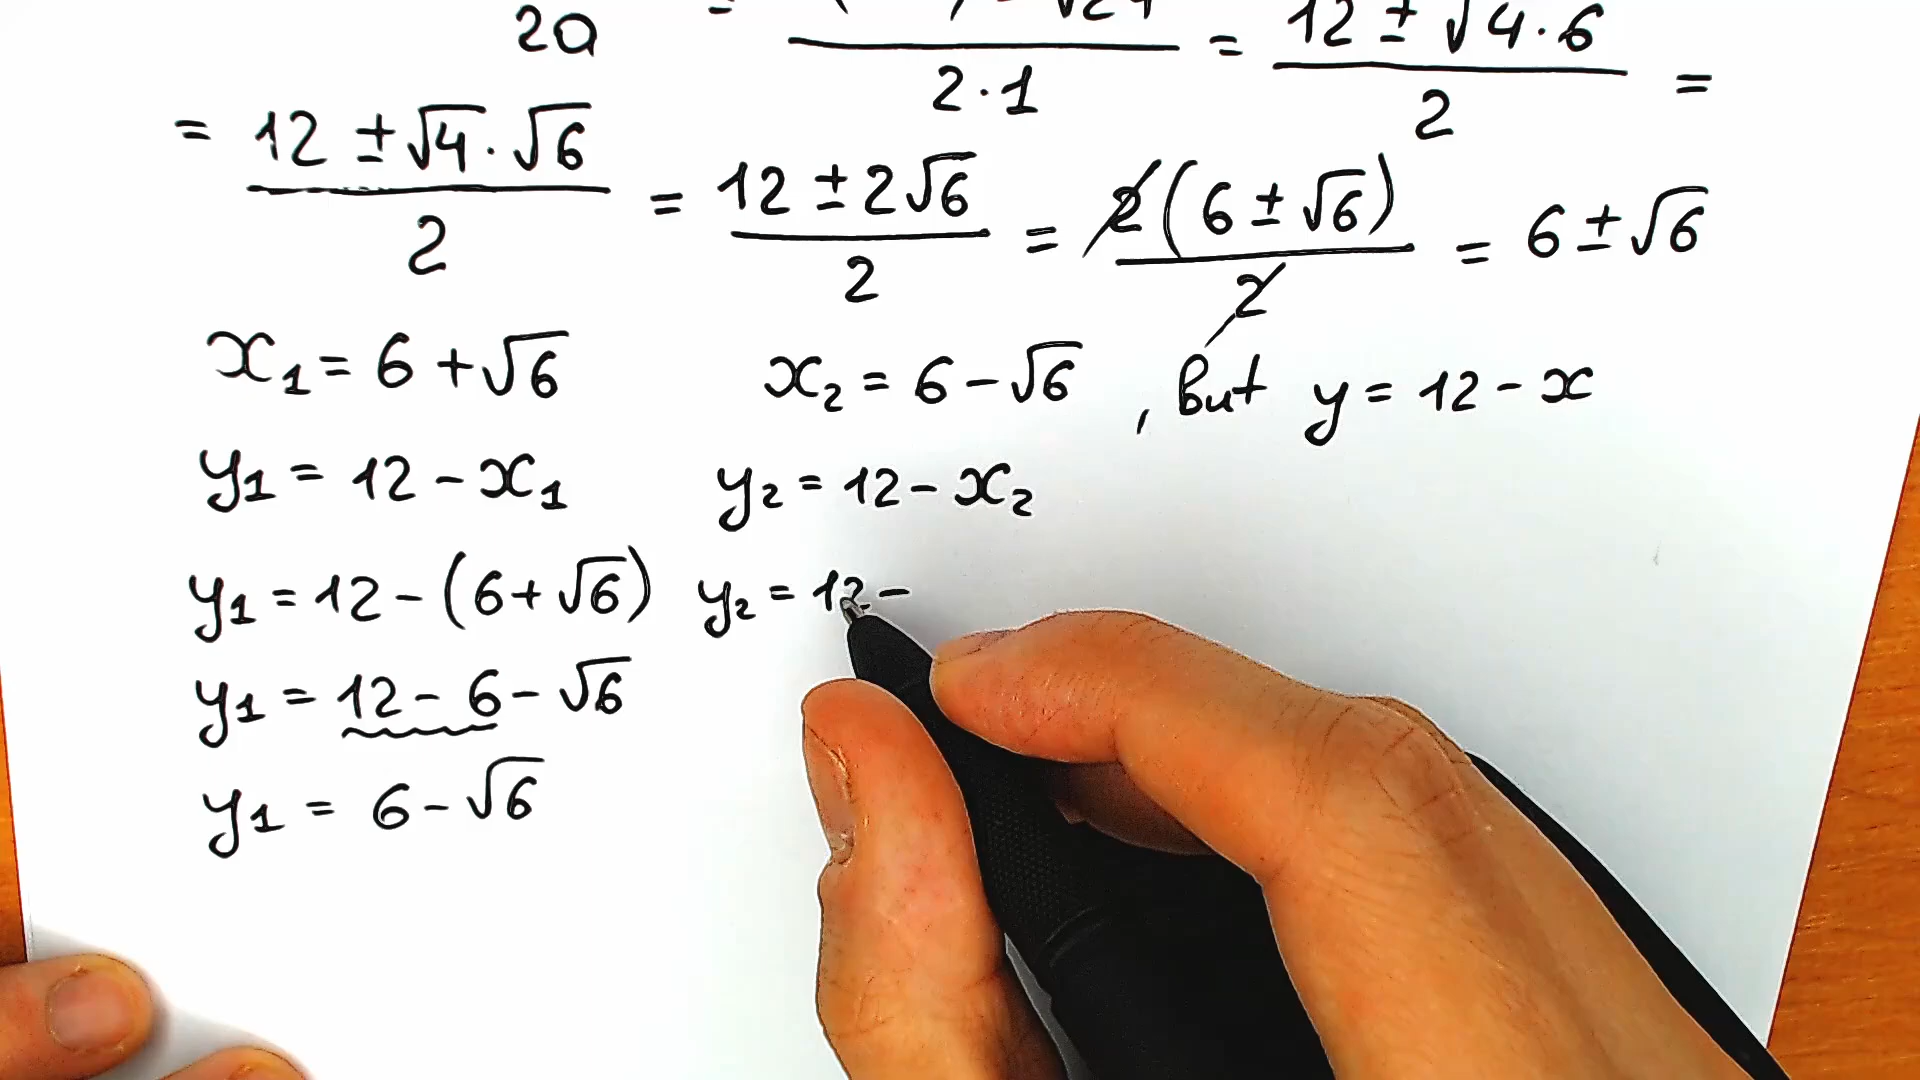 2a = = 12 ± √4·6
2·1 2 =
= 12 ± √4·√6 / 2 = 12 ± 2√6 / 2 = 2(6 ± √6) / 2 = 6 ± √6
x₁ = 6 + √6 x₂ = 6 - √6 , but y = 12 - x
y₁ = 12 - x₁ y₂ = 12 - x₂
y₁ = 12 - (6 + √6) y₂ = 12 -
y₁ = 12 - 6 - √6
y₁ = 6 - √6